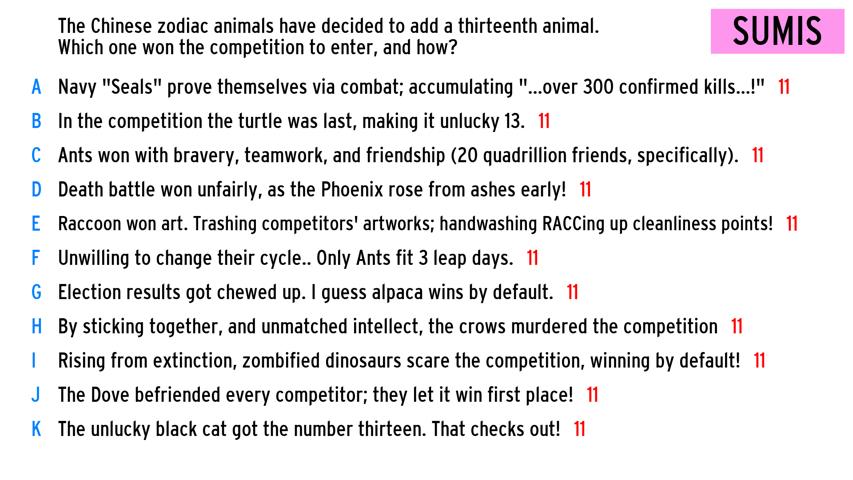 The Chinese zodiac animals have decided to add a thirteenth animal.
Which one won the competition to enter, and how?
SUMIS
A Navy "Seals" prove themselves via combat; accumulating "...over 300 confirmed kills...!" 11
B In the competition the turtle was last, making it unlucky 13. 11
C Ants won with bravery, teamwork, and friendship (20 quadrillion friends, specifically). 11
D Death battle won unfairly, as the Phoenix rose from ashes early! 11
E Raccoon won art. Trashing competitors' artworks; handwashing RACCing up cleanliness points! 11
F Unwilling to change their cycle.. Only Ants fit 3 leap days. 11
G Election results got chewed up. I guess alpaca wins by default. 11
H By sticking together, and unmatched intellect, the crows murdered the competition 11
I Rising from extinction, zombified dinosaurs scare the competition, winning by default! 11
J The Dove befriended every competitor; they let it win first place! 11
K The unlucky black cat got the number thirteen. That checks out! 11